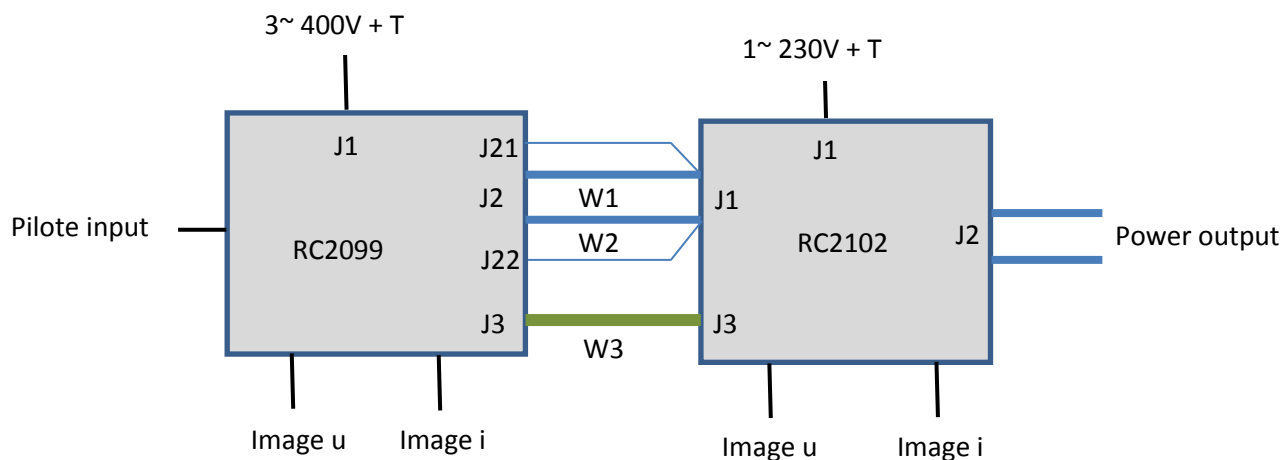 3~ 400V + T
1~ 230V + T
J1
J21
J1
J2
W1
J1
Pilote input
RC2099
W2
RC2102
J2
Power output
J22
J3
J3
W3
Image u
Image i
Image u
Image i